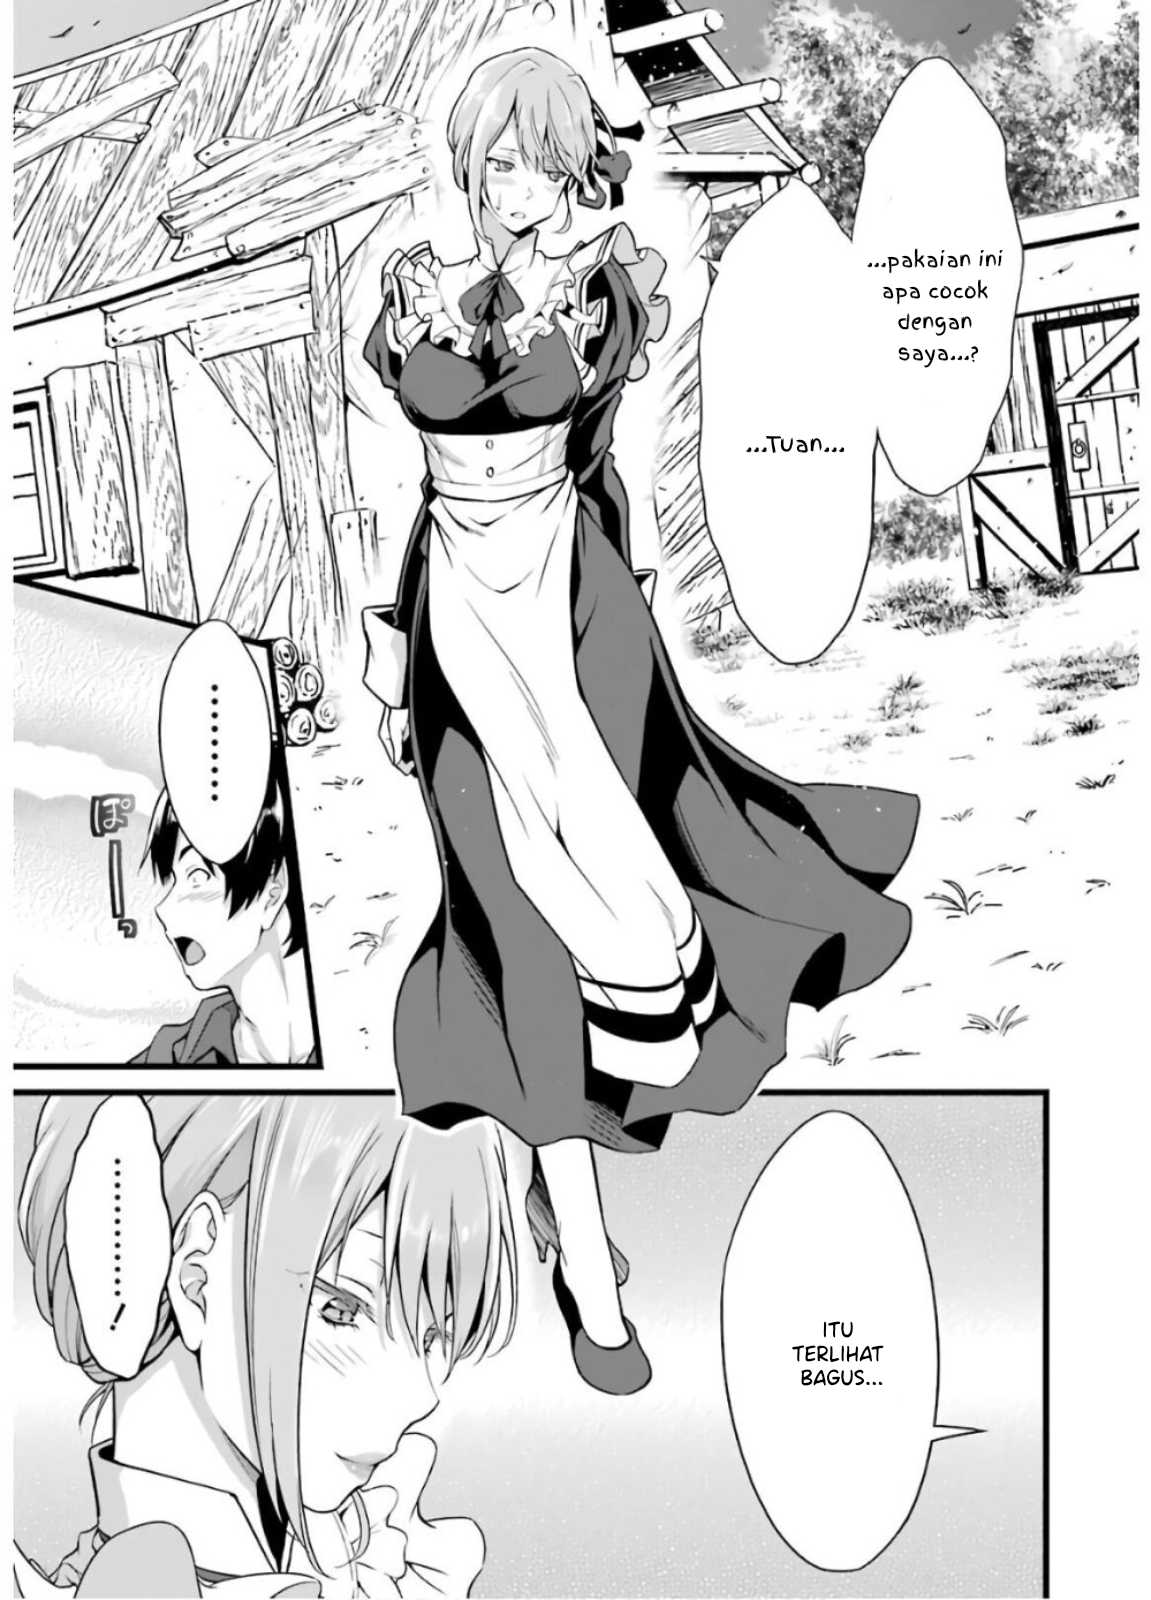 ...pakaian ini
apa cocok
dengan
saya...?
...Tuan...
.........
ぽーっ
.........!
ITU
TERLIHAT
BAGUS...